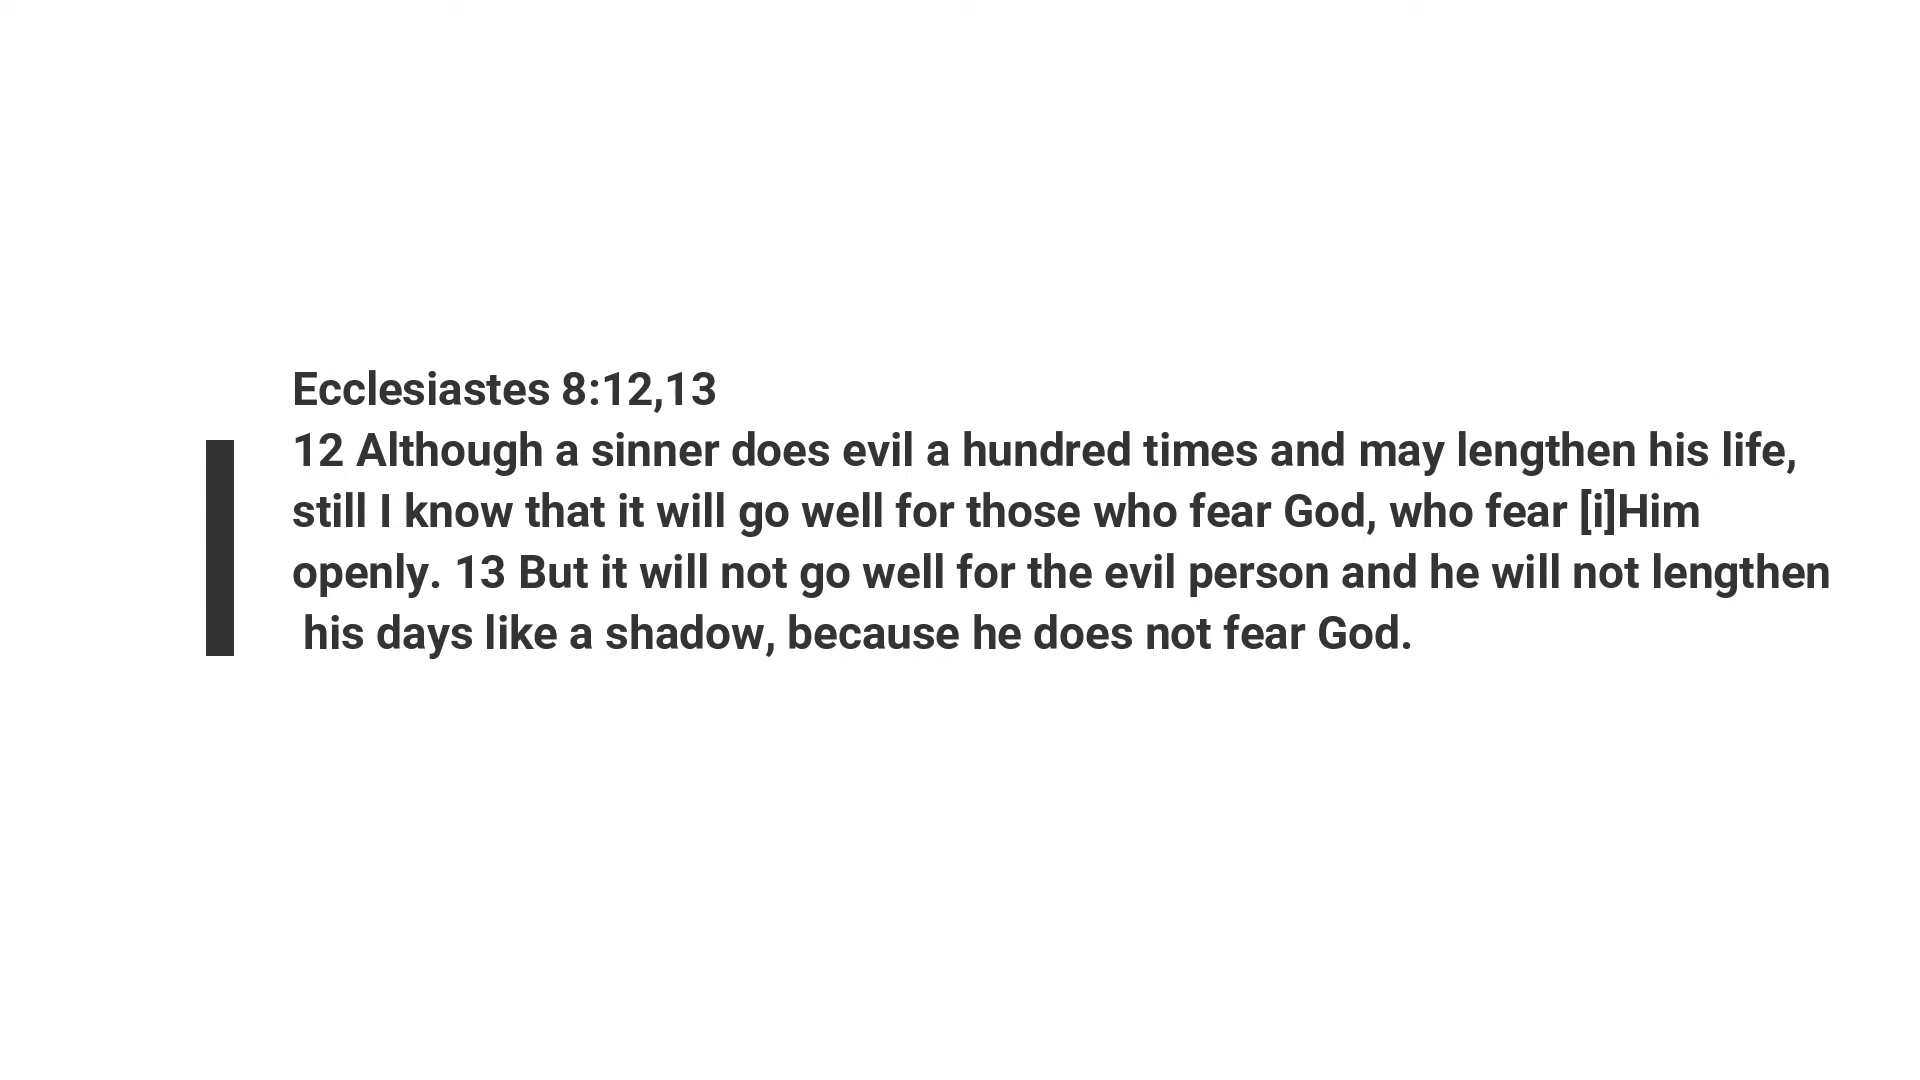 Ecclesiastes 8:12,13
12 Although a sinner does evil a hundred times and may lengthen his life,
still I know that it will go well for those who fear God, who fear [i]Him
openly. 13 But it will not go well for the evil person and he will not lengthen
his days like a shadow, because he does not fear God.